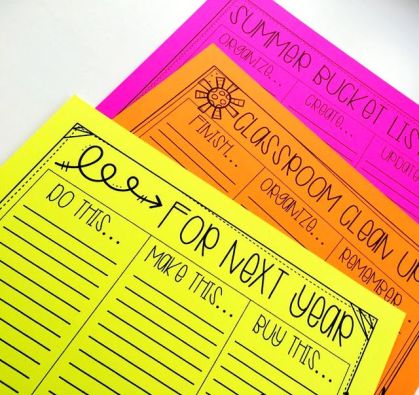 SUMMER BUCKET LIST
ORGANIZE...
CREATE...
UPDATE
CLASSROOM CLEAN UP
FINISH...
ORGANIZE...
REMEMBER...
FOR NEXT YEAR
DO THIS...
MAKE THIS...
BUY THIS...